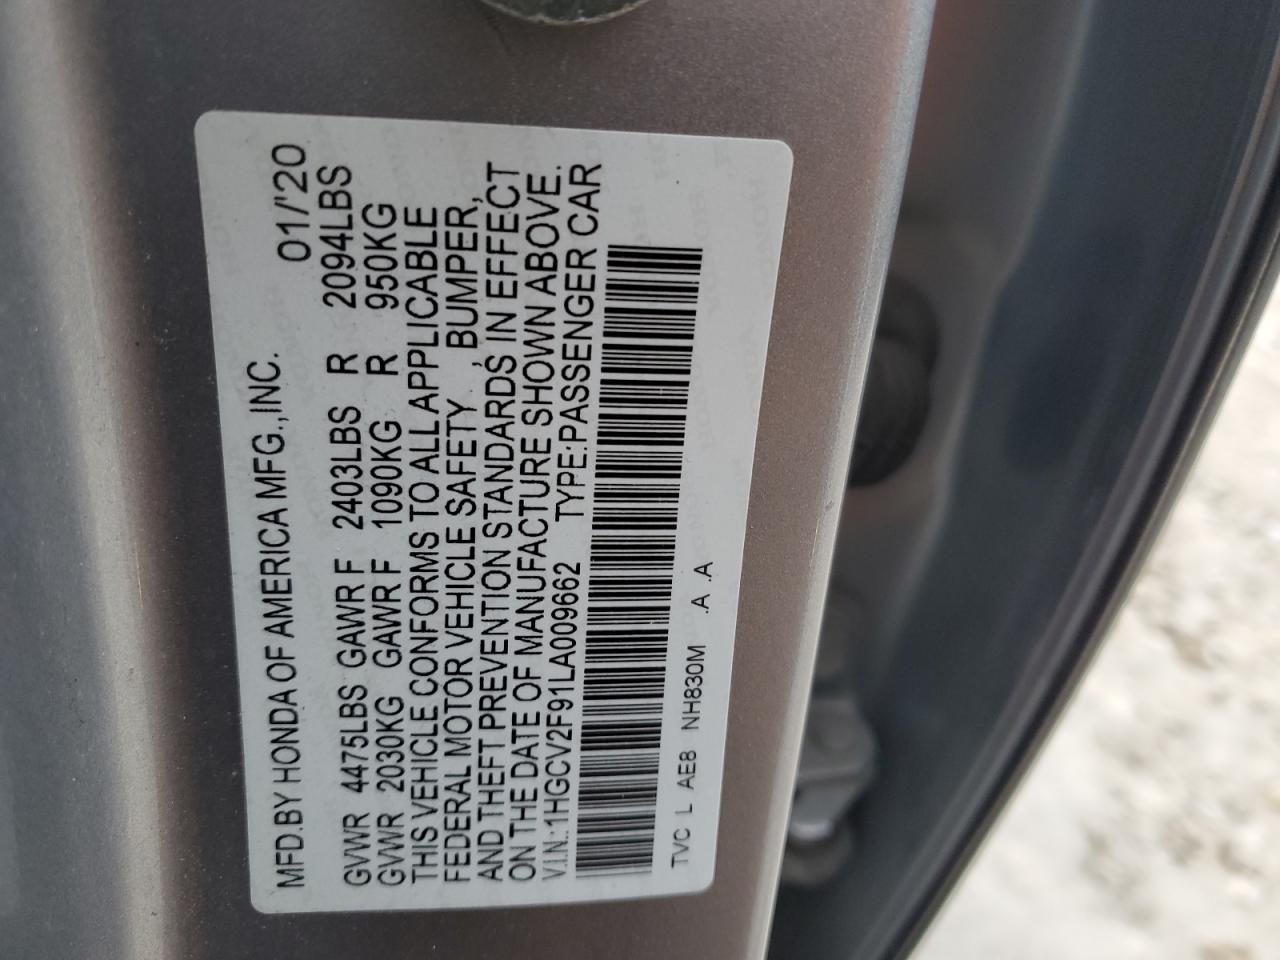 MFD.BY HONDA OF AMERICA MFG.,INC. 01/'20
GVWR 4475LBS GAWR F 2403LBS R 2094LBS
GVWR 2030KG GAWR F 1090KG R 950KG
THIS VEHICLE CONFORMS TO ALL APPLICABLE
FEDERAL MOTOR VEHICLE SAFETY , BUMPER,
AND THEFT PREVENTION STANDARDS IN EFFECT
ON THE DATE OF MANUFACTURE SHOWN ABOVE.
V.I.N.:1HGCV2F91LA009662 TYPE:PASSENGER CAR
TVC L AE8 NH830M .A .A